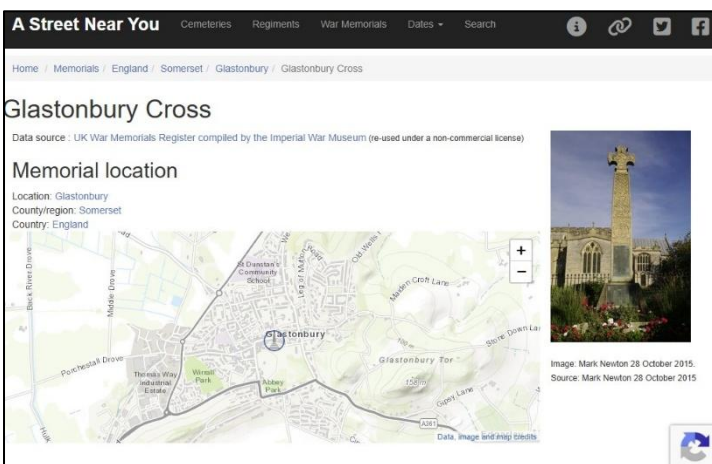 A Street Near You Cemeteries Regiments War Memorials Dates Search
Home / Memorials / England / Somerset / Glastonbury / Glastonbury Cross
Glastonbury Cross
Data source : UK War Memorials Register compiled by the Imperial War Museum (re-used under a non-commercial license)
Memorial location
Location: Glastonbury
County/region: Somerset
Country: England
+
−
Back River Drove
Middle Drove
St Dunstan's
Community
School
Old Wells
Maiden Croft Lane
Stone Down La
Glastonbury
100 m
Glastonbury Tor
158m
Porchestall Drove
Thomas Way
Industrial
Estate
Wirrall
Park
Abbey
Park
Gipsy Lane
A361
Data, image and map credits
Image: Mark Newton 28 October 2015.
Source: Mark Newton 28 October 2015